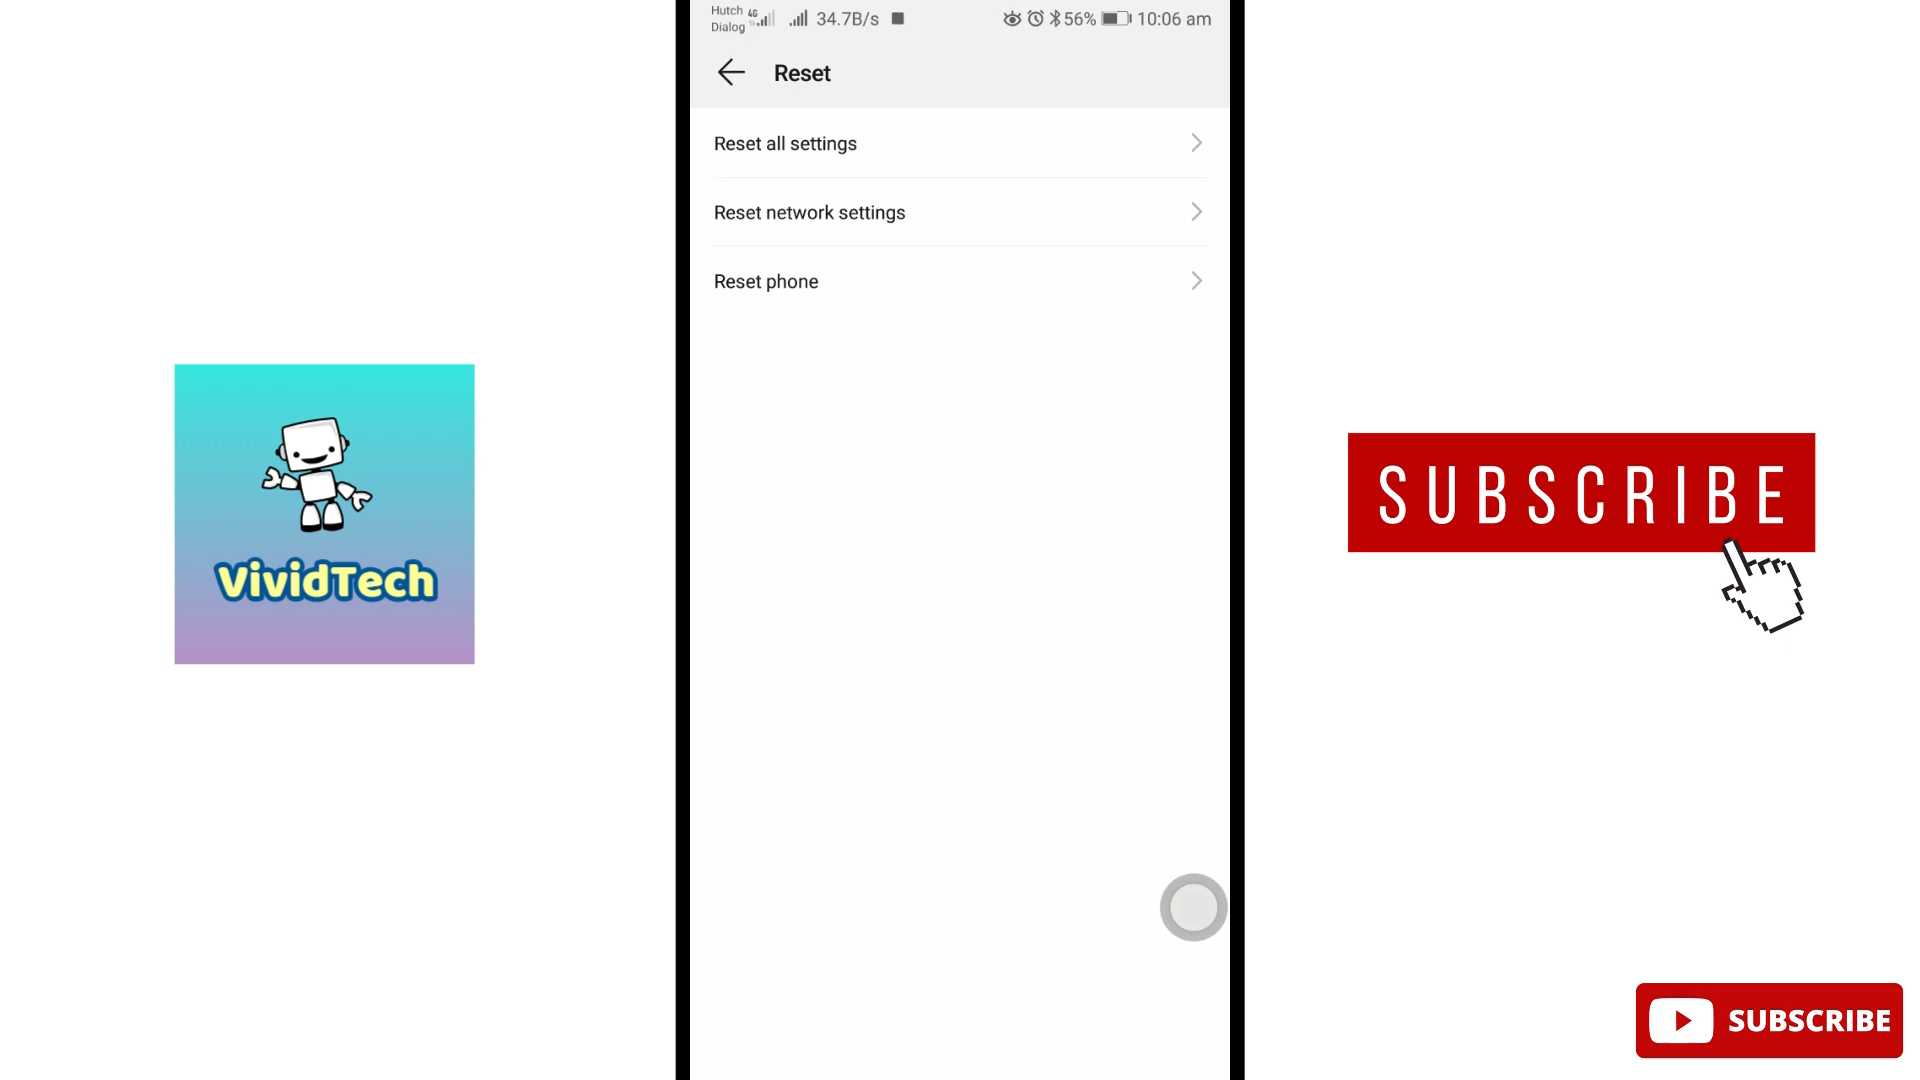 Hutch 4G 34.7B/s 56% 10:06 am
Dialog
Reset
Reset all settings
Reset network settings
Reset phone
VividTech
SUBSCRIBE
SUBSCRIBE